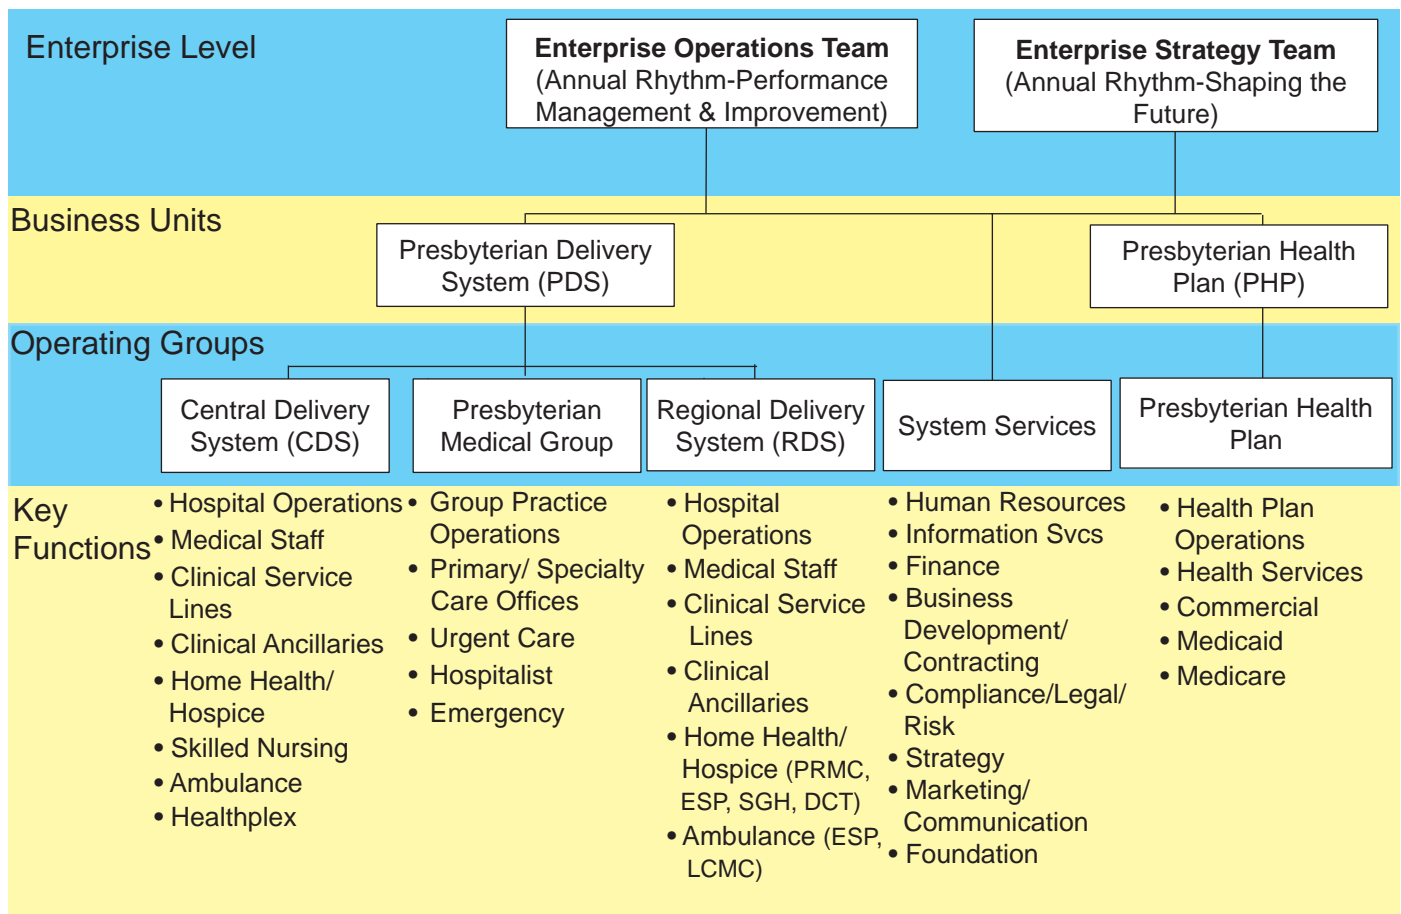 Enterprise Level
Enterprise Operations Team
(Annual Rhythm-Performance
Management & Improvement)
Enterprise Strategy Team
(Annual Rhythm-Shaping the
Future)
Business Units
Presbyterian Delivery
System (PDS)
Presbyterian Health
Plan (PHP)
Operating Groups
Central Delivery
System (CDS)
Presbyterian
Medical Group
Regional Delivery
System (RDS)
System Services
Presbyterian Health
Plan
Key
Functions
• Hospital Operations
• Medical Staff
• Clinical Service
Lines
• Clinical Ancillaries
• Home Health/
Hospice
• Skilled Nursing
• Ambulance
• Healthplex
• Group Practice
Operations
• Primary/ Specialty
Care Offices
• Urgent Care
• Hospitalist
• Emergency
• Hospital
Operations
• Medical Staff
• Clinical Service
Lines
• Clinical
Ancillaries
• Home Health/
Hospice (PRMC,
ESP, SGH, DCT)
• Ambulance (ESP,
LCMC)
• Human Resources
• Information Svcs
• Finance
• Business
Development/
Contracting
• Compliance/Legal/
Risk
• Strategy
• Marketing/
Communication
• Foundation
• Health Plan
Operations
• Health Services
• Commercial
• Medicaid
• Medicare